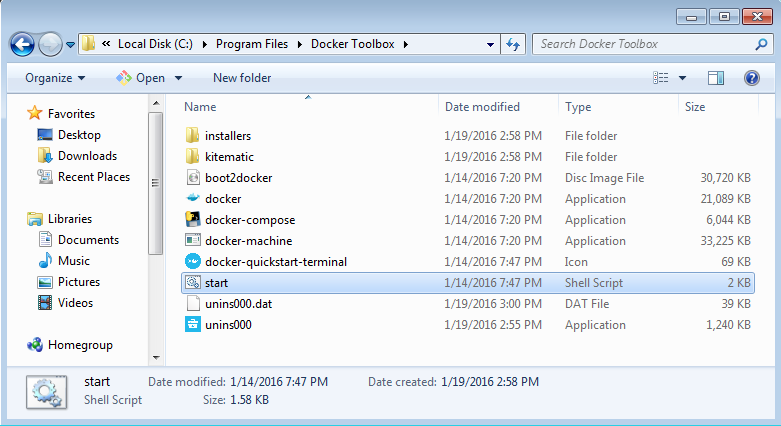 « Local Disk (C:) ▸ Program Files ▸ Docker Toolbox ▸ Search Docker Toolbox
Organize ▾ Open ▾ New folder
Name Date modified Type Size
Favorites
Desktop
Downloads
Recent Places
Libraries
Documents
Music
Pictures
Videos
Homegroup
installers 1/19/2016 2:58 PM File folder
kitematic 1/19/2016 2:58 PM File folder
boot2docker 1/14/2016 7:20 PM Disc Image File 30,720 KB
docker 1/14/2016 7:20 PM Application 21,089 KB
docker-compose 1/14/2016 7:20 PM Application 6,044 KB
docker-machine 1/14/2016 7:20 PM Application 33,225 KB
docker-quickstart-terminal 1/14/2016 7:47 PM Icon 69 KB
start 1/14/2016 7:47 PM Shell Script 2 KB
unins000.dat 1/19/2016 3:00 PM DAT File 39 KB
unins000 1/19/2016 2:55 PM Application 1,240 KB
start Date modified: 1/14/2016 7:47 PM Date created: 1/19/2016 2:58 PM
Shell Script Size: 1.58 KB